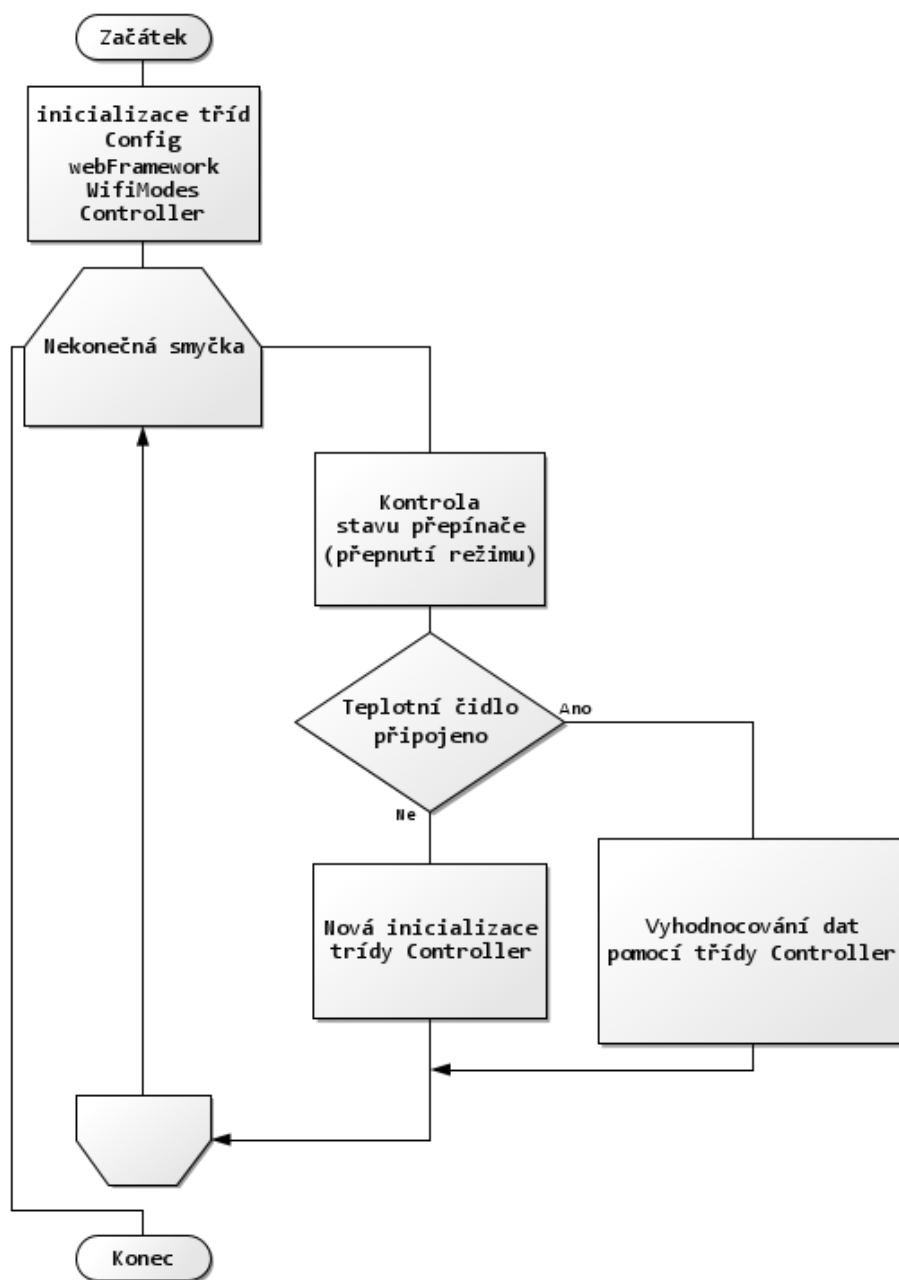 Začátek
inicializace tříd
Config
webFramework
WifiModes
Controller
Nekonečná smyčka
Kontrola
stavu přepínače
(přepnutí režimu)
Teplotní čidlo
připojeno
Ano
Ne
Nová inicializace
trídy Controller
Vyhodnocování dat
pomocí třídy Controller
Konec